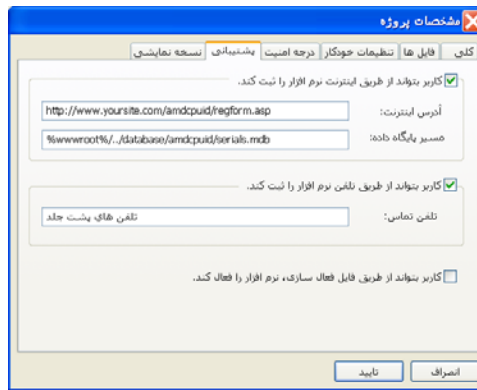 مشخصات پروژه
کلی فایل ها تنظیمات خودکار درجه امنیت پشتیبانی نسخه نمایشی
کاربر بتواند از طریق اینترنت نرم افزار را ثبت کند.
آدرس اینترنت: http://www.yoursite.com/amdcpuid/regform.asp
مسیر پایگاه داده: %wwwroot%/../database/amdcpuid/serials.mdb
کاربر بتواند از طریق تلفن نرم افزار را ثبت کند.
تلفن تماس: تلفن های پشت جلد
کاربر بتواند از طریق فایل فعال سازی، نرم افزار را فعال کند.
انصراف تایید